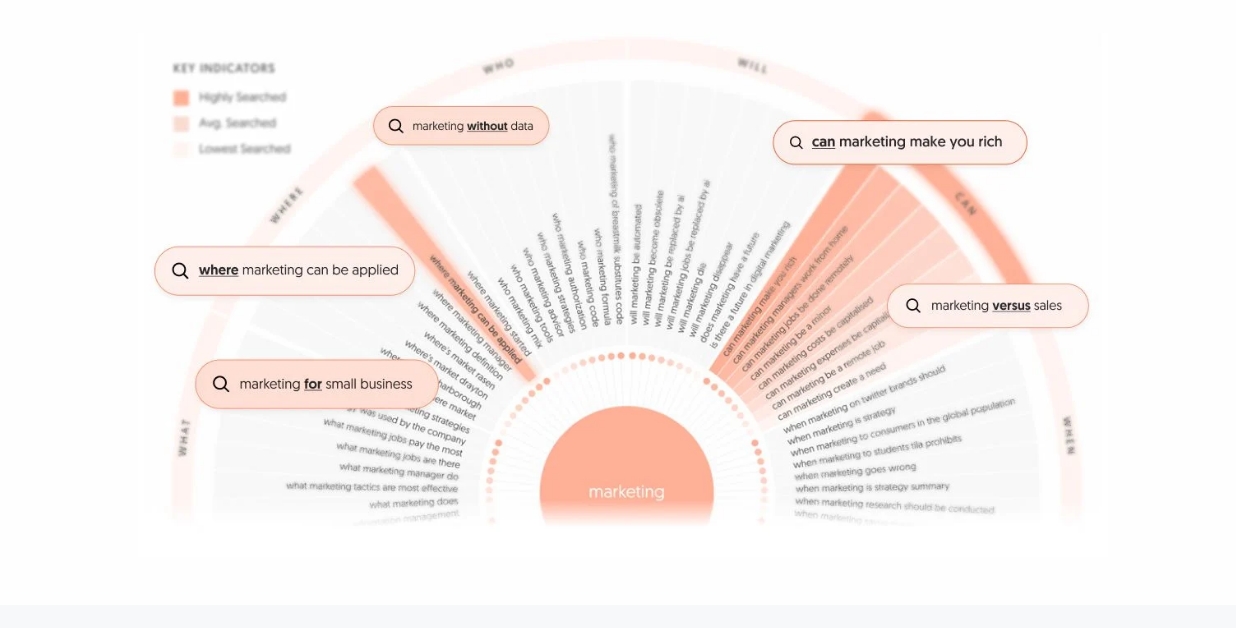 KEY INDICATORS
Highly Searched
Avg. Searched
Lowest Searched
WHAT
WHERE
WHO
WILL
CAN
WHEN
marketing without data
can marketing make you rich
where marketing can be applied
marketing versus sales
marketing for small business
what marketing does
what marketing tactics are most effective
what marketing manager do
what marketing jobs are there
what marketing jobs pay the most
was used by the company
strategies
where market
harborough
where's market drayton
where's market rasen
where marketing definition
where marketing manager
where marketing can be applied
where marketing started
who marketing mix
who marketing tools
who marketing advisor
who marketing strategies
who marketing authorization
who marketing code
who marketing formula
who marketing of breastmilk substitutes code
will marketing be automated
will marketing become obsolete
will marketing be replaced by ai
will marketing jobs be replaced by ai
will marketing die
will marketing disappear
does marketing have a future
is there a future in digital marketing
can marketing make you rich
can marketing managers work from home
can marketing jobs be done remotely
can marketing be a minor
can marketing costs be capitalised
can marketing expenses be
can marketing be a remote job
can marketing create a need
when marketing on twitter brands should
when marketing is strategy
when marketing to consumers in the global population
when marketing to students tila prohibits
when marketing goes wrong
when marketing is strategy summary
when marketing research should be conducted
marketing